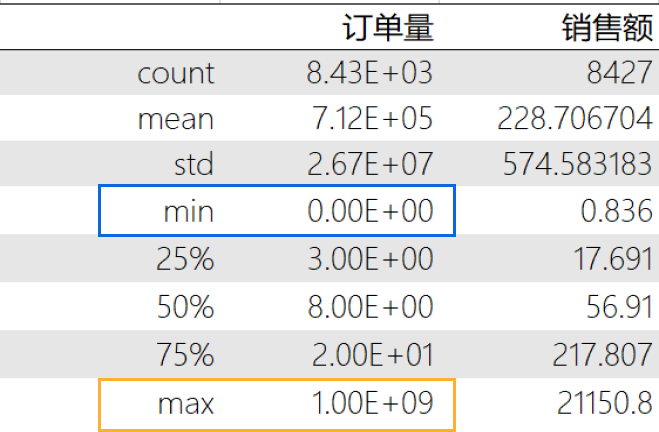 订单量 销售额
count 8.43E+03 8427
mean 7.12E+05 228.706704
std 2.67E+07 574.583183
min 0.00E+00 0.836
25% 3.00E+00 17.691
50% 8.00E+00 56.91
75% 2.00E+01 217.807
max 1.00E+09 21150.8